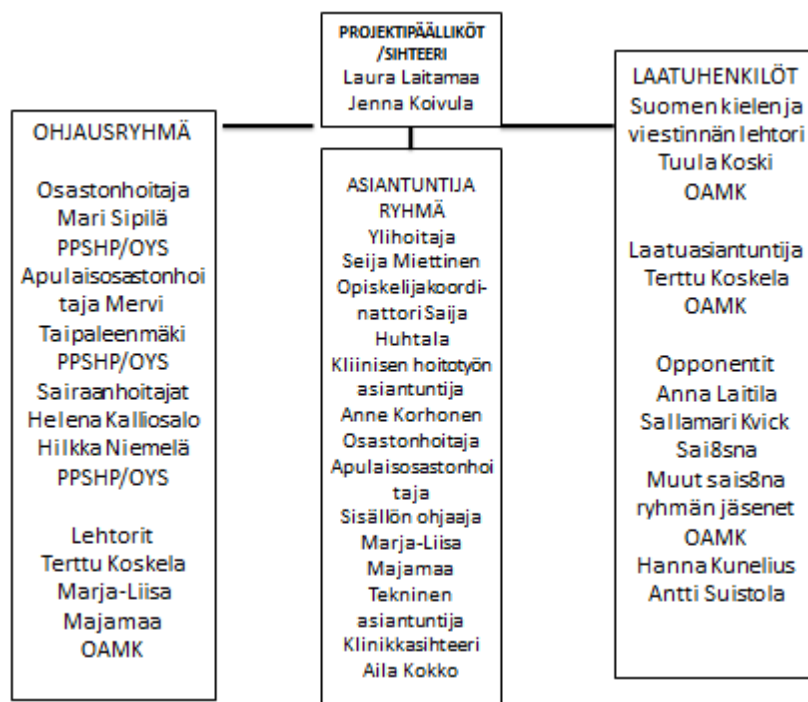 PROJEKTIPÄÄLLIKÖT
/SIHTEERI
Laura Laitamaa
Jenna Koivula
OHJAUSRYHMÄ
Osastonhoitaja
Mari Sipilä
PPSHP/OYS
Apulaisosastonhoi
taja Mervi
Taipaleenmäki
PPSHP/OYS
Sairaanhoitajat
Helena Kalliosalo
Hilkka Niemelä
PPSHP/OYS
Lehtorit
Terttu Koskela
Marja-Liisa
Majamaa
OAMK
ASIANTUNTIJA
RYHMÄ
Ylihoitaja
Seija Miettinen
Opiskelijakoordi-
nattori Saija
Huhtala
Kliinisen hoitotyön
asiantuntija
Anne Korhonen
Osastonhoitaja
Apulaisosastonhoi
taja
Sisällön ohjaaja
Marja-Liisa
Majamaa
Tekninen
asiantuntija
Klinikkasihteeri
Aila Kokko
LAATUHENKILÖT
Suomen kielen ja
viestinnän lehtori
Tuula Koski
OAMK
Laatuasiantuntija
Terttu Koskela
OAMK
Opponentit
Anna Laitila
Sallamari Kvick
Sai8sna
Muut sais8na
ryhmän jäsenet
OAMK
Hanna Kunelius
Antti Suistola